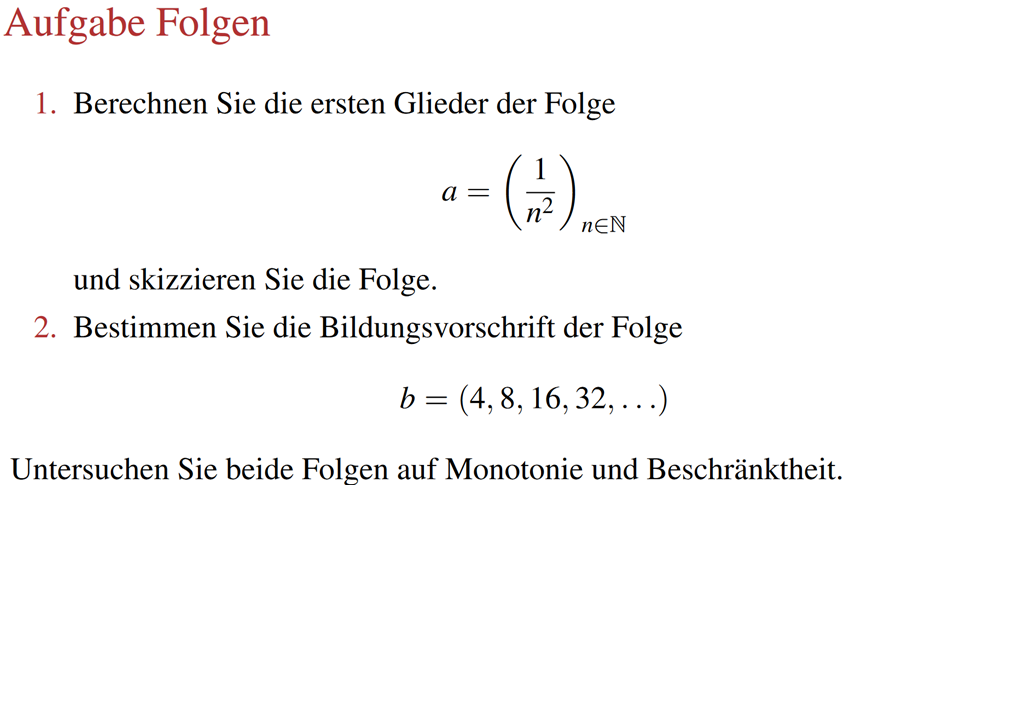 Aufgabe Folgen
1. Berechnen Sie die ersten Glieder der Folge
a = (1/n²)ₙ∈ℕ
und skizzieren Sie die Folge.
2. Bestimmen Sie die Bildungsvorschrift der Folge
b = (4, 8, 16, 32, . . .)
Untersuchen Sie beide Folgen auf Monotonie und Beschränktheit.